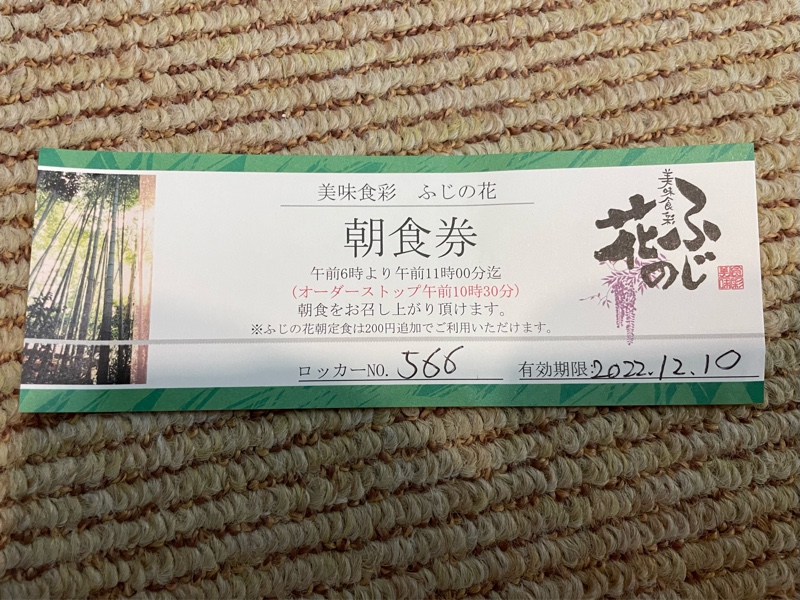 美味食彩　ふじの花
朝食券
午前6時より午前11時00分迄
（オーダーストップ午前10時30分）
朝食をお召し上がり頂けます。
※ふじの花朝定食は200円追加でご利用いただけます。
ロッカーNO. 566
有効期限:2022.12.10
美味食彩
ふじの花